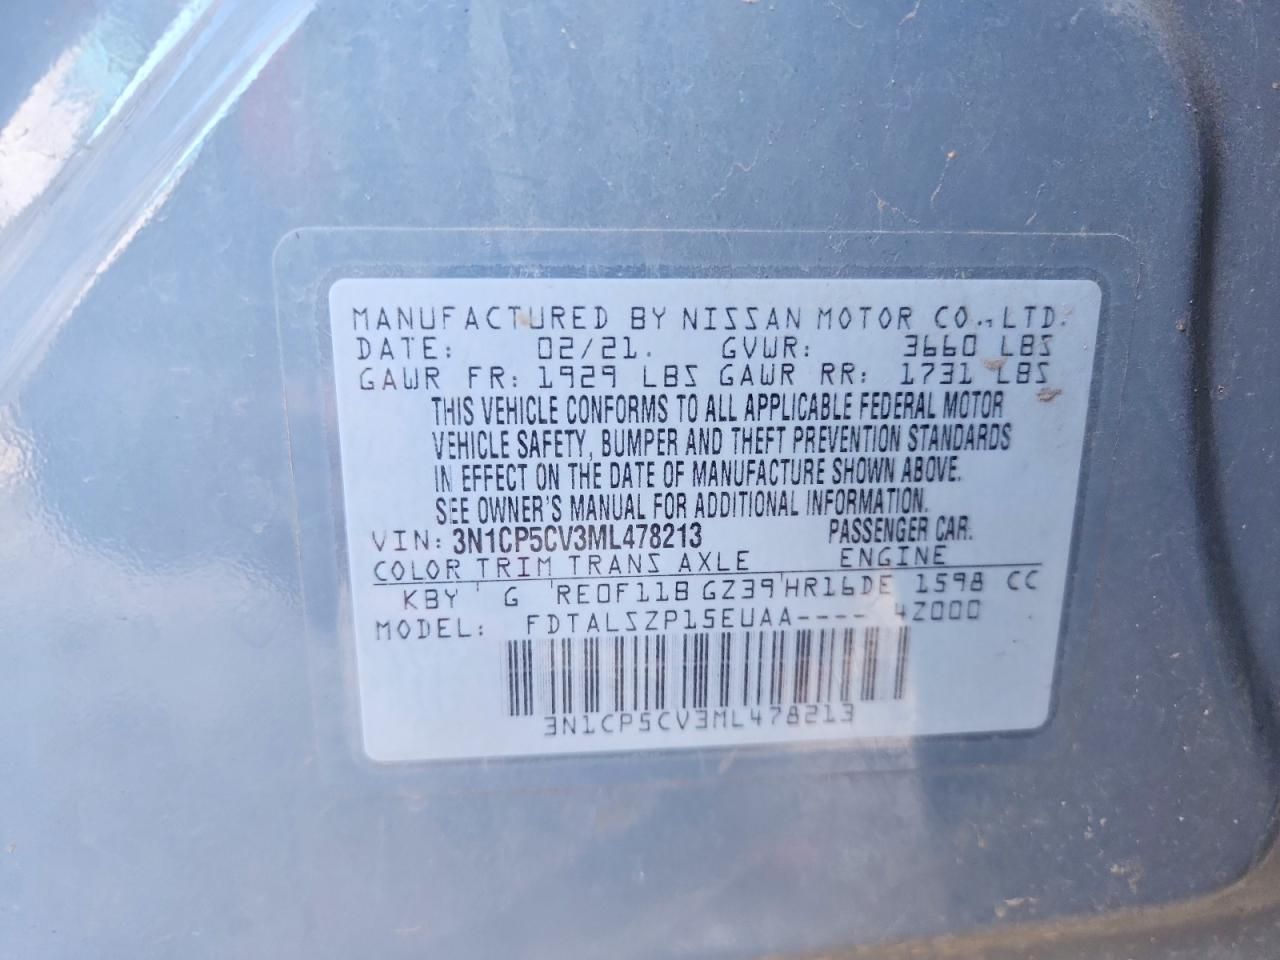 MANUFACTURED BY NISSAN MOTOR CO.,LTD.
DATE: 02/21. GVWR: 3660 LBS
GAWR FR: 1929 LBS GAWR RR: 1731 LBS
THIS VEHICLE CONFORMS TO ALL APPLICABLE FEDERAL MOTOR
VEHICLE SAFETY, BUMPER AND THEFT PREVENTION STANDARDS
IN EFFECT ON THE DATE OF MANUFACTURE SHOWN ABOVE.
SEE OWNER'S MANUAL FOR ADDITIONAL INFORMATION.
VIN: 3N1CP5CV3ML478213 PASSENGER CAR.
COLOR TRIM TRANS AXLE ENGINE
KBY G RE0F11B GZ39 HR16DE 1598 CC
MODEL: FDTALSZP15EUAA---- 4Z000
3N1CP5CV3ML478213